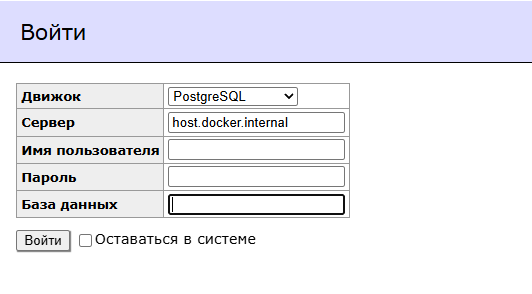 Войти
Движок PostgreSQL
Сервер host.docker.internal
Имя пользователя
Пароль
База данных
Войти Оставаться в системе